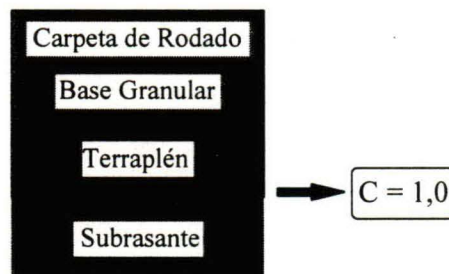 Carpeta de Rodado
Base Granular
Terraplén
Subrasante
C = 1,0